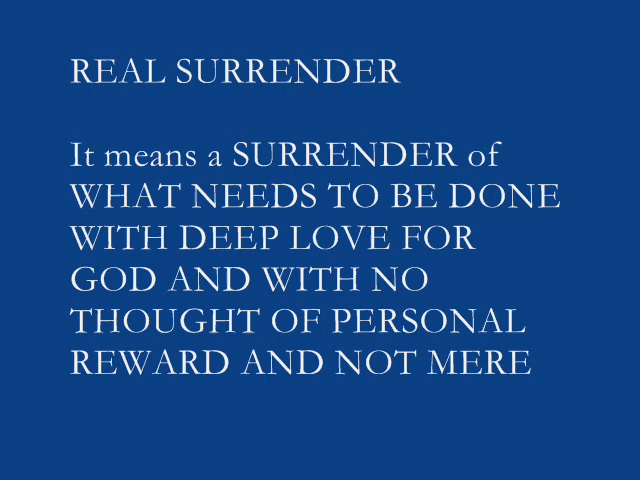 REAL SURRENDER
It means a SURRENDER of
WHAT NEEDS TO BE DONE
WITH DEEP LOVE FOR
GOD AND WITH NO
THOUGHT OF PERSONAL
REWARD AND NOT MERE